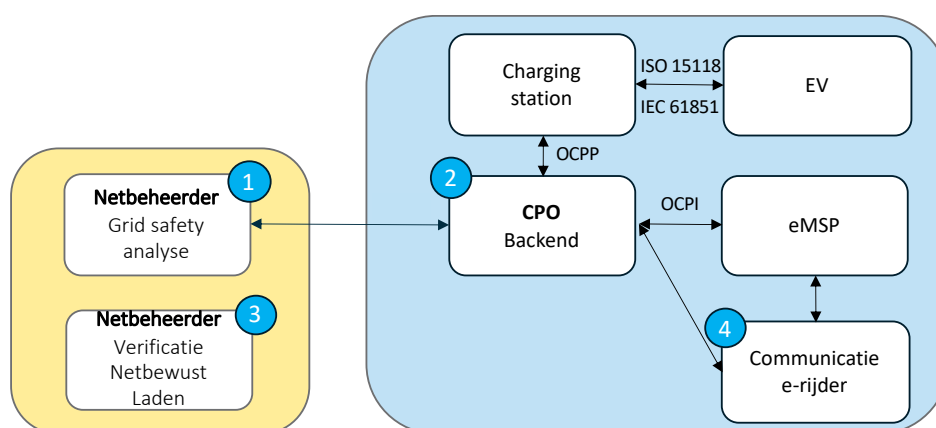 Charging
station
ISO 15118
IEC 61851
EV
OCPP
1
Netbeheerder
Grid safety
analyse
2
CPO
Backend
OCPI
eMSP
3
Netbeheerder
Verificatie
Netbewust
Laden
4
Communicatie
e-rijder